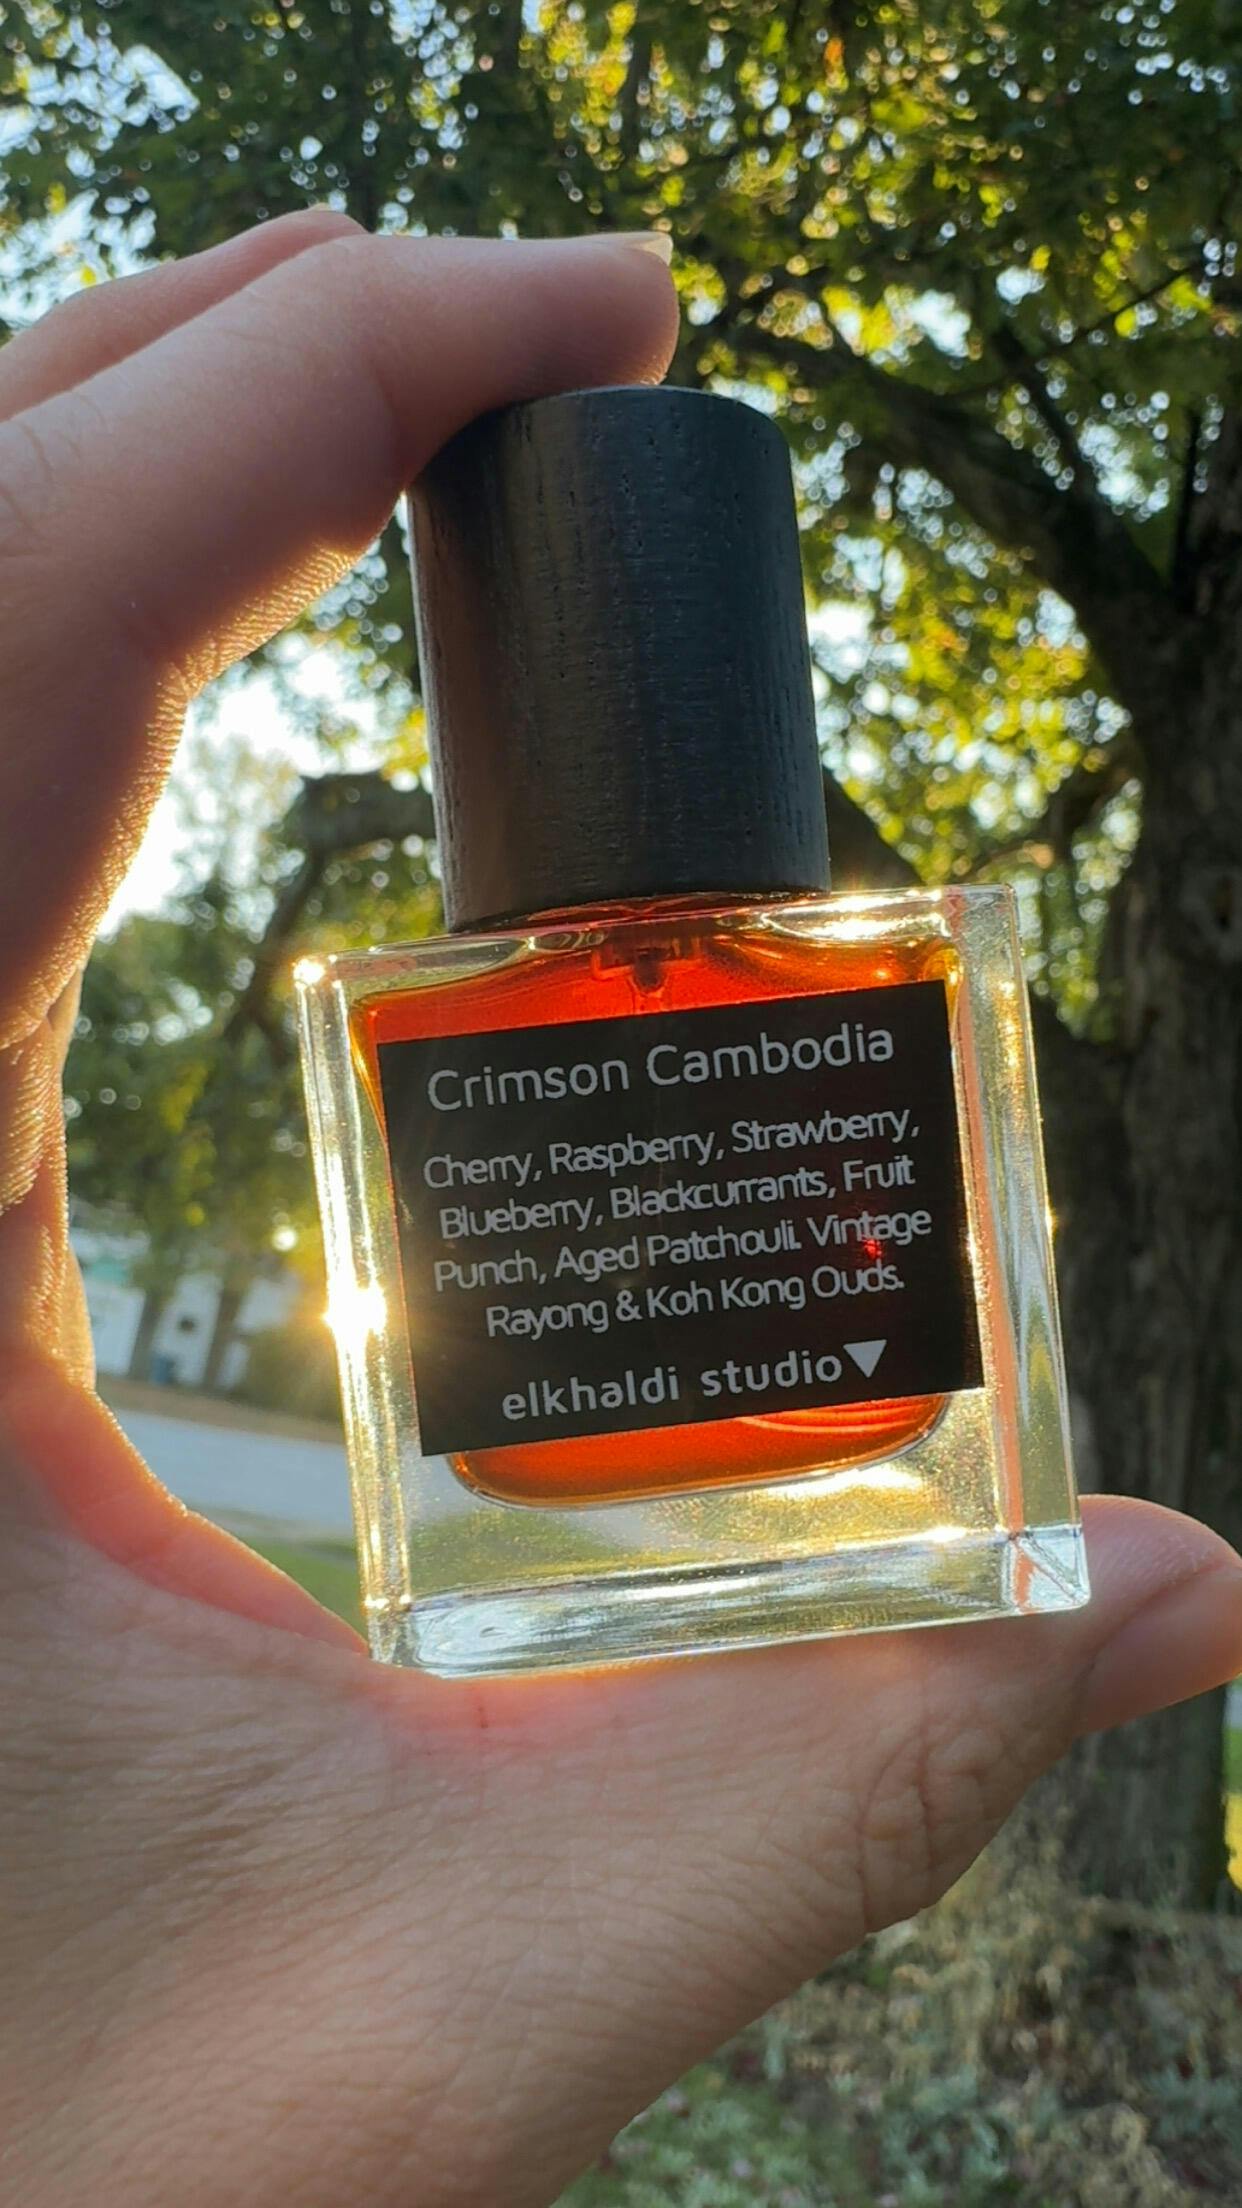 Crimson Cambodia
Cherry, Raspberry, Strawberry,
Blueberry, Blackcurrants, Fruit
Punch, Aged Patchouli. Vintage
Rayong & Koh Kong Ouds.
elkhaldi studio